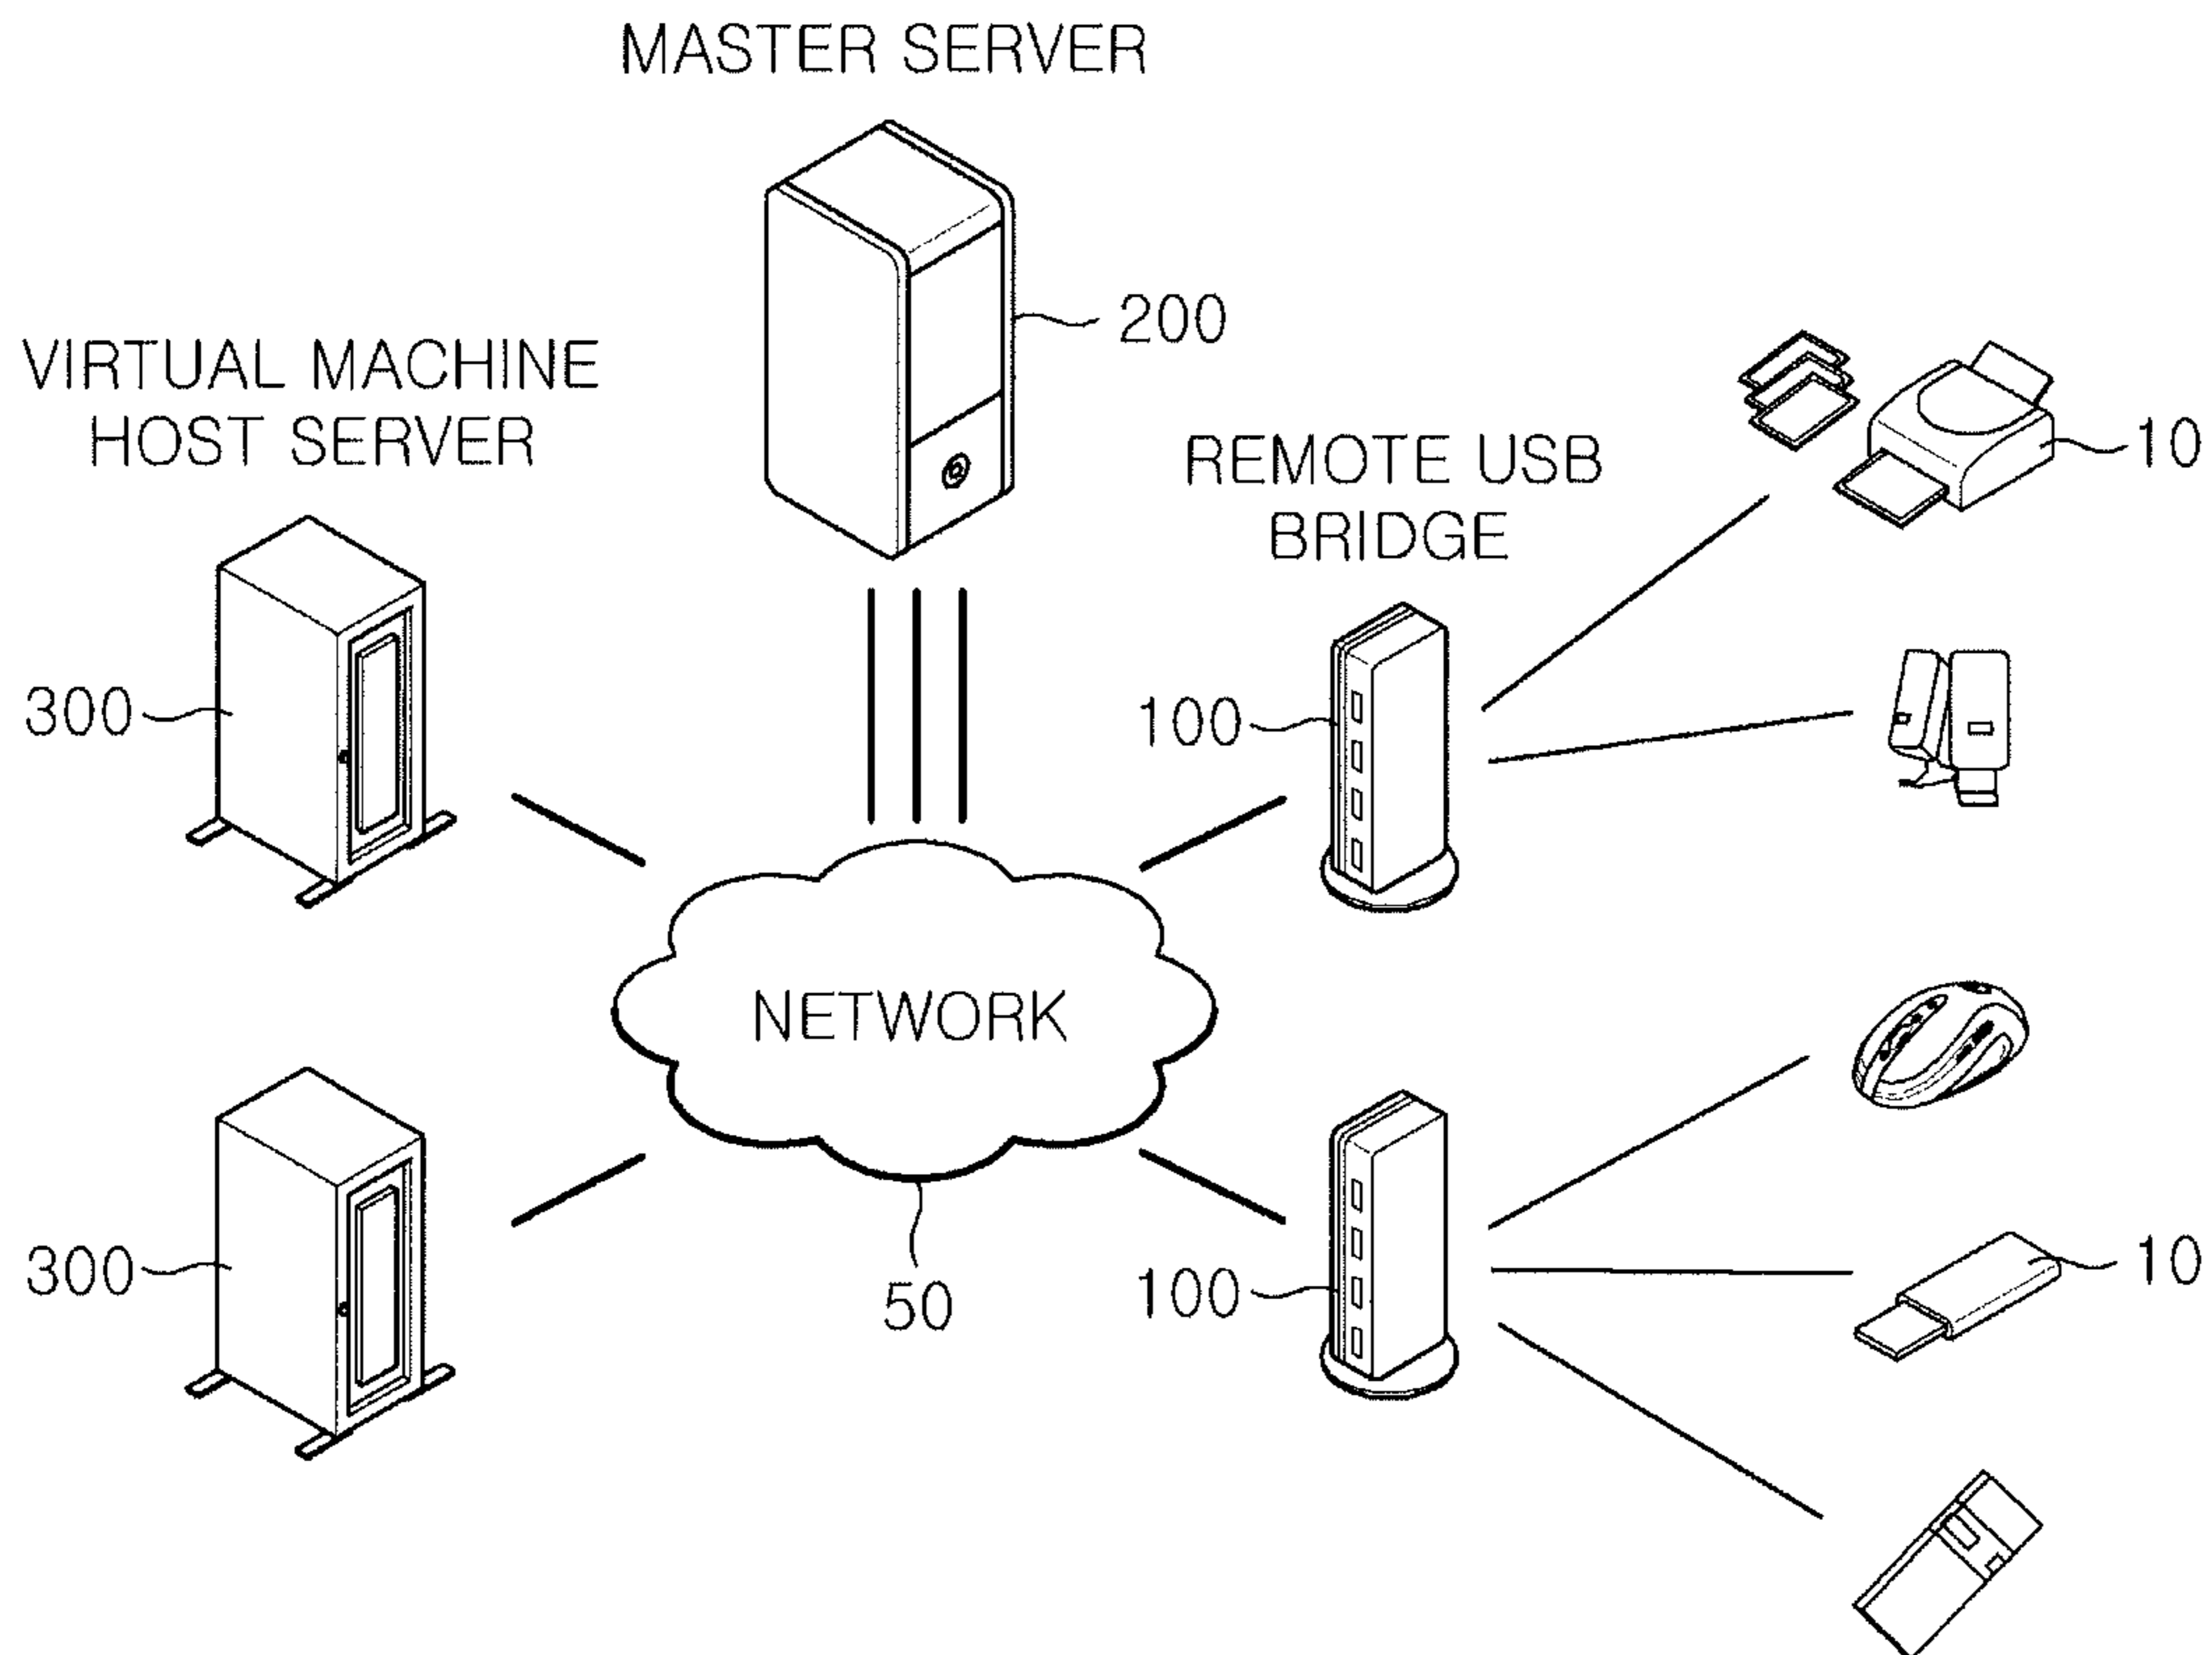 MASTER SERVER
200
VIRTUAL MACHINE
HOST SERVER
REMOTE USB
BRIDGE
10
300
100
NETWORK
300
50
100
10